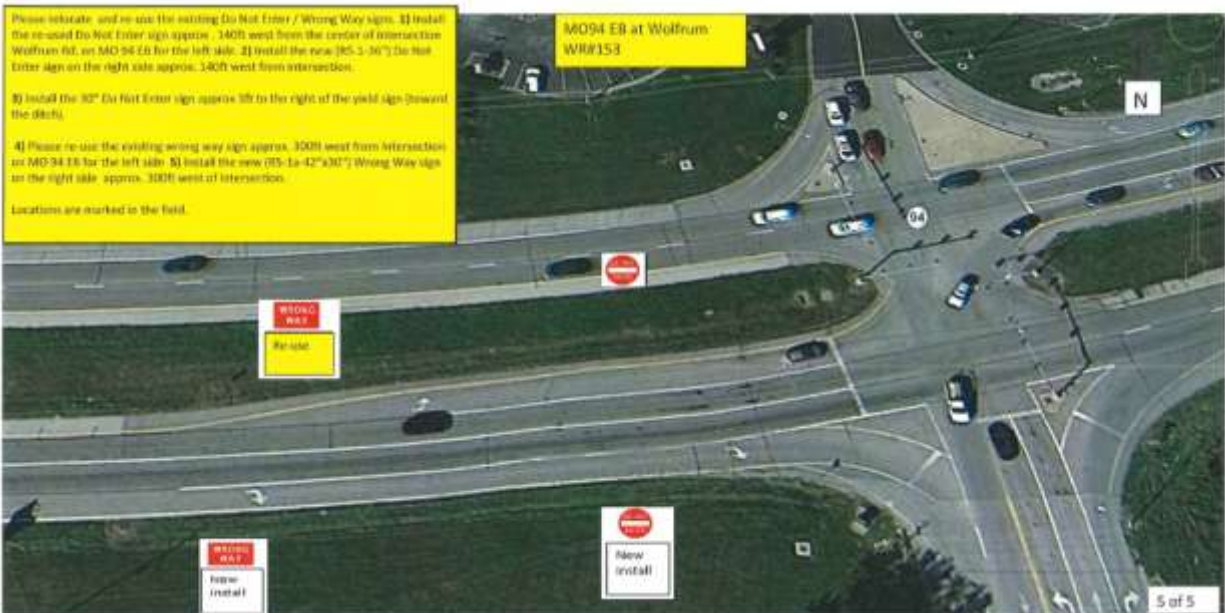 Please relocate and re-use the existing Do Not Enter / Wrong Way signs. 1) Install
the re-used Do Not Enter sign approx. 140ft west from the center of intersection
Wolfrum Rd. on MO 94 EB for the left side. 2) Install the new (R5-1-36") Do Not
Enter sign on the right side approx. 140ft west from intersection.
3) Install the 30" Do Not Enter sign approx 3ft to the right of the yield sign (toward
the ditch).
4) Please re-use the existing wrong way sign approx. 300ft west from intersection
on MO 94 EB for the left side 5) Install the new (R5-1a-42"x30") Wrong Way sign
on the right side approx. 300ft west of intersection.
Locations are marked in the field.
MO94 EB at Wolfrum
WR#153
N
94
WRONG
WAY
Re-use
WRONG
WAY
New
install
New
install
5 of 5